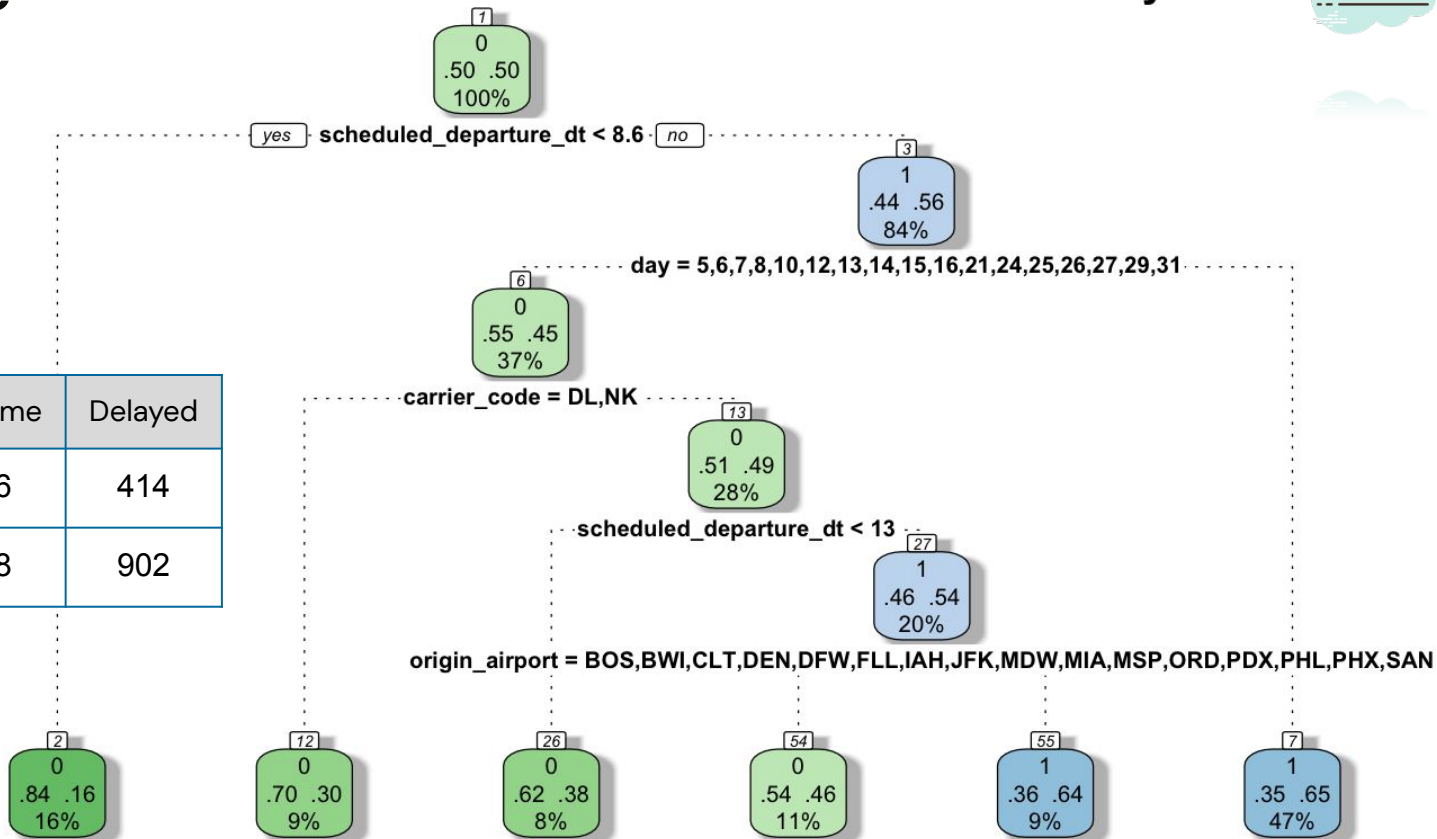 1
0
.50 .50
100%
yes scheduled_departure_dt < 8.6 no
3
1
.44 .56
84%
day = 5,6,7,8,10,12,13,14,15,16,21,24,25,26,27,29,31
6
0
.55 .45
37%
carrier_code = DL,NK
Delayed
414
902
13
0
.51 .49
28%
scheduled_departure_dt < 13
27
1
.46 .54
20%
origin_airport = BOS,BWI,CLT,DEN,DFW,FLL,IAH,JFK,MDW,MIA,MSP,ORD,PDX,PHL,PHX,SAN
2 12 26 54 55 7
0 0 0 0 1 1
.84 .16 .70 .30 .62 .38 .54 .46 .36 .64 .35 .65
16% 9% 8% 11% 9% 47%